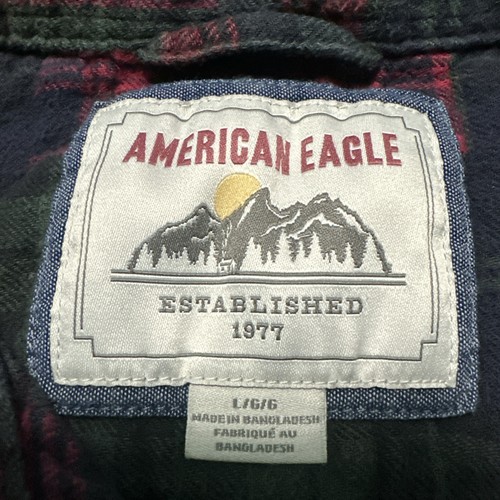 AMERICAN EAGLE
ESTABLISHED
1977
L/G/G
MADE IN BANGLADESH
FABRIQUÉ AU
BANGLADESH